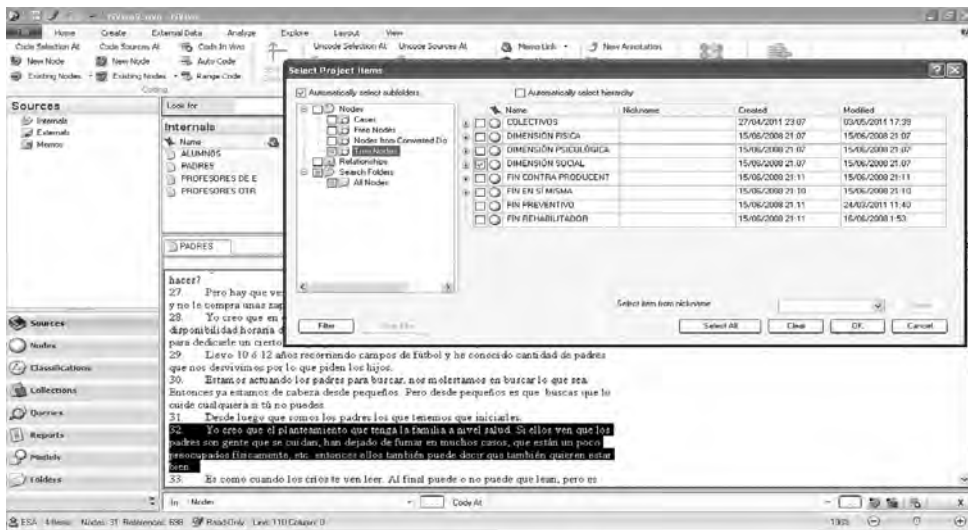 Home Create External Data Analyze Explore Layout View
Code Selection At Code Sources At Code In Vivo Uncode Selection At Uncode Sources At Memo Link New Annotation
New Node New Node Auto Code
Existing Nodes Existing Nodes Range Code
Coding
Select Project Items
Automatically select subfolders Automatically select hierarchy
Sources
Internals
Externals
Memos
Look for
Internals
Name
ALUMNOS
PADRES
PROFESORES DE E
PROFESORES OTR
Nodes
Cases
Free Nodes
Nodes from Converted Do
Tree Nodes
Relationships
Search Folders
All Nodes
Name Nickname Created Modified
COLECTIVOS 27/04/2011 23:07 03/05/2011 17:39
DIMENSIÓN FISICA 15/06/2008 21:07 15/06/2008 21:07
DIMENSIÓN PSICOLÓGICA 15/06/2008 21:07 15/06/2008 21:07
DIMENSIÓN SOCIAL 15/06/2008 21:07 15/06/2008 21:07
FIN CONTRA PRODUCENT 15/06/2008 21:11 15/06/2008 21:11
FIN EN SÍ MISMA 15/06/2008 21:10 15/06/2008 21:10
FIN PREVENTIVO 15/06/2008 21:11 24/03/2011 11:40
FIN REHABILITADOR 15/06/2008 21:11 16/06/2008 1:53
Select item from nickname
Filter Select All Clear OK Cancel
PADRES
hacer?
27. Pero hay que ve
y no le compra unas zap
28. Yo creo que en
disponibilidad horaria d
para dedicarle un cierto
29. Llevo 10 ó 12 años recorriendo campos de fútbol y he conocido cantidad de padres
que nos desvivimos por lo que piden los hijos.
30. Estamos actuando los padres para buscar, nos molestamos en buscar lo que sea.
Entonces ya estamos de cabeza desde pequeños. Pero desde pequeños es que buscas que lo
cuide cualquiera si tú no puedes.
31. Desde luego que somos los padres los que tenemos que iniciarles.
32. Yo creo que el planteamiento que tenga la familia a nivel salud. Si ellos ven que los
padres son gente que se cuidan, han dejado de fumar en muchos casos, que están un poco
preocupados físicamente, etc. entonces ellos también puede decir que también quieren estar
bien.
33. Es como cuando los críos te ven leer. Al final puede o no puede que lean, pero es
Sources
Nodes
Classifications
Collections
Queries
Reports
Models
Folders
In Nodes Code At
ESA 4 Items Nodes: 31 References: 698 Read-Only Line: 110 Column: 0